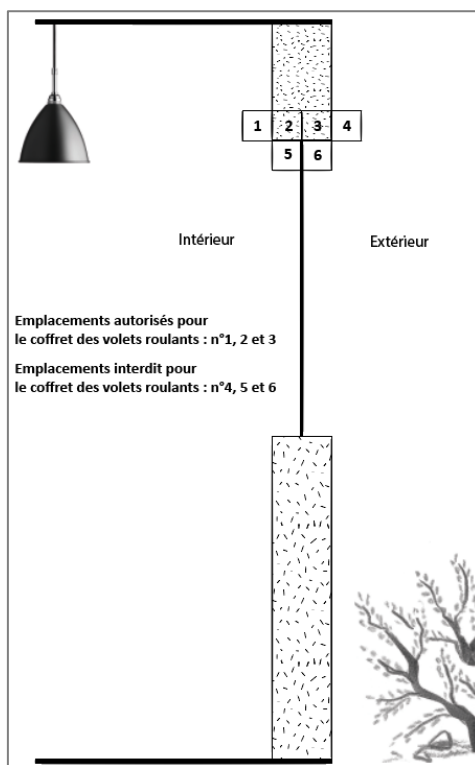 1 2 3 4
5 6
Intérieur
Extérieur
Emplacements autorisés pour
le coffret des volets roulants : n°1, 2 et 3
Emplacements interdit pour
le coffret des volets roulants : n°4, 5 et 6